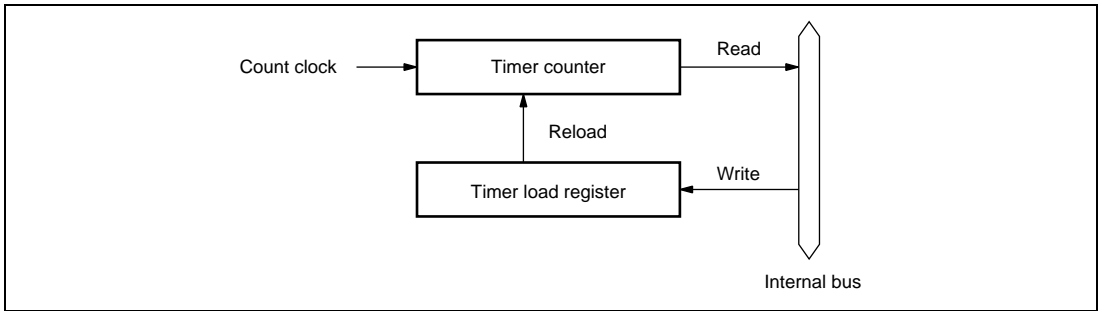 Read
Count clock
Timer counter
Reload
Write
Timer load register
Internal bus